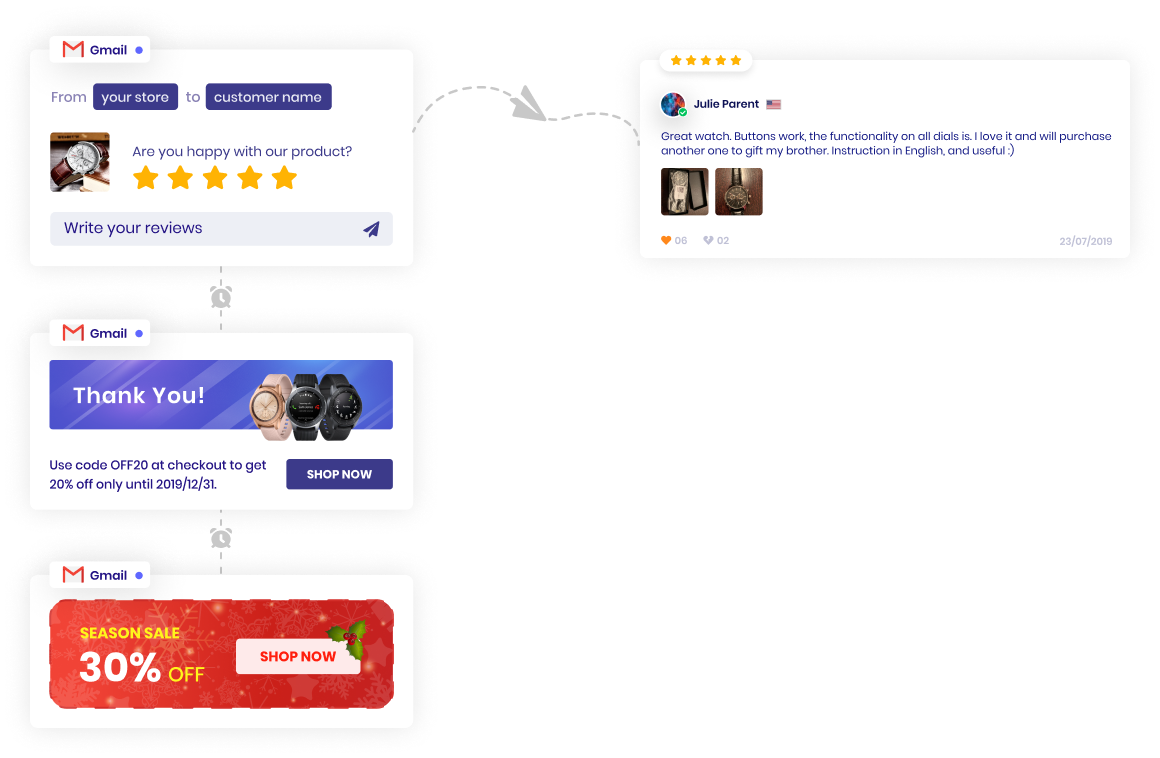 Gmail
From your store to customer name
Are you happy with our product?
Write your reviews
Gmail
Thank You!
Use code OFF20 at checkout to get
20% off only until 2019/12/31.
SHOP NOW
Gmail
SEASON SALE
30% OFF
SHOP NOW
Julie Parent
Great watch. Buttons work, the functionality on all dials is. I love it and will purchase
another one to gift my brother. Instruction in English, and useful :)
06 02 23/07/2019